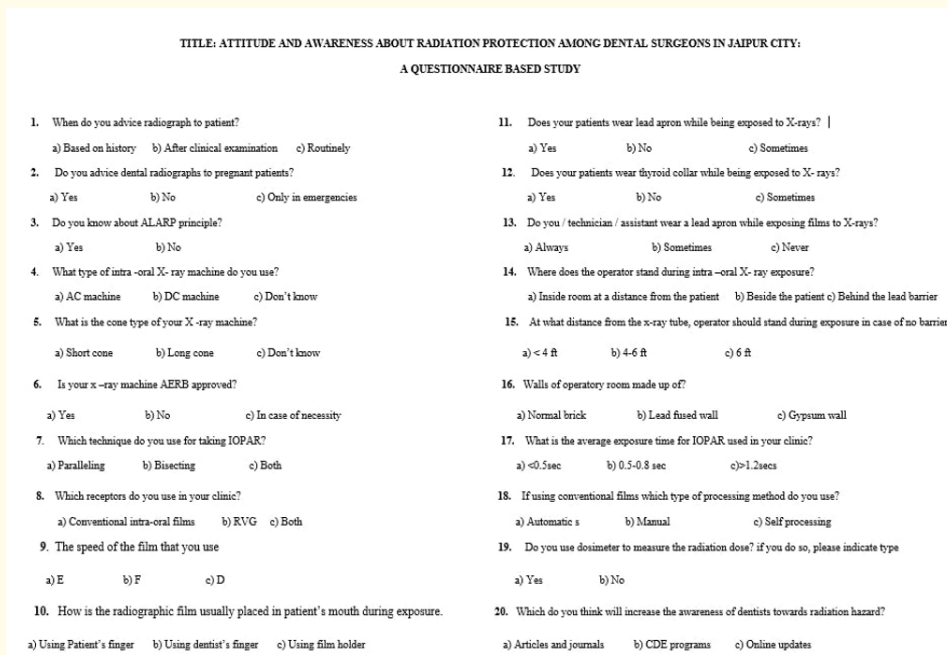 TITLE: ATTITUDE AND AWARENESS ABOUT RADIATION PROTECTION AMONG DENTAL SURGEONS IN JAIPUR CITY:
A QUESTIONNAIRE BASED STUDY
1. When do you advice radiograph to patient?
a) Based on history b) After clinical examination c) Routinely
2. Do you advice dental radiographs to pregnant patients?
a) Yes b) No c) Only in emergencies
3. Do you know about ALARP principle?
a) Yes b) No
4. What type of intra -oral X- ray machine do you use?
a) AC machine b) DC machine c) Don't know
5. What is the cone type of your X -ray machine?
a) Short cone b) Long cone c) Don't know
6. Is your x –ray machine AERB approved?
a) Yes b) No c) In case of necessity
7. Which technique do you use for taking IOPAR?
a) Paralleling b) Bisecting c) Both
8. Which receptors do you use in your clinic?
a) Conventional intra-oral films b) RVG c) Both
9. The speed of the film that you use
a) E b) F c) D
10. How is the radiographic film usually placed in patient's mouth during exposure.
a) Using Patient's finger b) Using dentist's finger c) Using film holder
11. Does your patients wear lead apron while being exposed to X-rays?
a) Yes b) No c) Sometimes
12. Does your patients wear thyroid collar while being exposed to X- rays?
a) Yes b) No c) Sometimes
13. Do you / technician / assistant wear a lead apron while exposing films to X-rays?
a) Always b) Sometimes c) Never
14. Where does the operator stand during intra –oral X- ray exposure?
a) Inside room at a distance from the patient b) Beside the patient c) Behind the lead barrier
15. At what distance from the x-ray tube, operator should stand during exposure in case of no barrier
a) < 4 ft b) 4-6 ft c) 6 ft
16. Walls of operatory room made up of?
a) Normal brick b) Lead fused wall c) Gypsum wall
17. What is the average exposure time for IOPAR used in your clinic?
a) <0.5sec b) 0.5-0.8 sec c)>1.2secs
18. If using conventional films which type of processing method do you use?
a) Automatic s b) Manual c) Self processing
19. Do you use dosimeter to measure the radiation dose? if you do so, please indicate type
a) Yes b) No
20. Which do you think will increase the awareness of dentists towards radiation hazard?
a) Articles and journals b) CDE programs c) Online updates